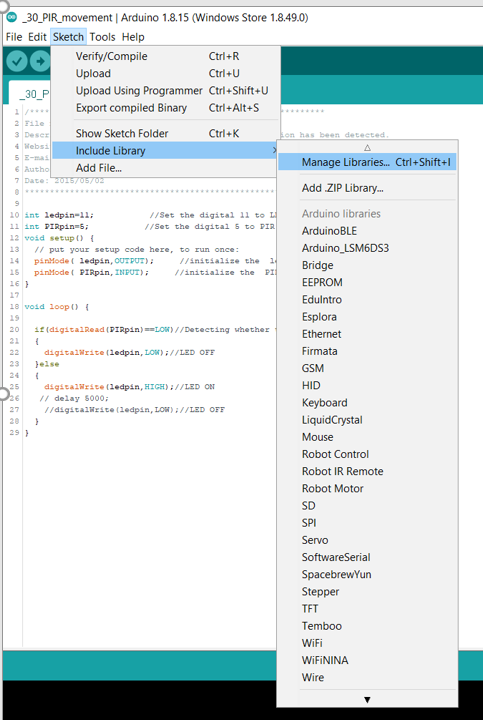 _30_PIR_movement | Arduino 1.8.15 (Windows Store 1.8.49.0)
File Edit Sketch Tools Help
Verify/Compile Ctrl+R
Upload Ctrl+U
Upload Using Programmer Ctrl+Shift+U
Export compiled Binary Ctrl+Alt+S
Show Sketch Folder Ctrl+K
Include Library
Add File...
_30_P
Manage Libraries... Ctrl+Shift+I
Add .ZIP Library...
Arduino libraries
ArduinoBLE
Arduino_LSM6DS3
Bridge
EEPROM
EduIntro
Esplora
Ethernet
Firmata
GSM
HID
Keyboard
LiquidCrystal
Mouse
Robot Control
Robot IR Remote
Robot Motor
SD
SPI
Servo
SoftwareSerial
SpacebrewYun
Stepper
TFT
Temboo
WiFi
WiFiNINA
Wire
1 /**** **********
2 File
3 Descr ion has been detected.
4 Websi
5 E-mai
6 Autho
7 Date: 2015/05/02
8 ****************************************************
9
10 int ledpin=11; //Set the digital 11 to LE
11 int PIRpin=5; //Set the digital 5 to PIR
12 void setup() {
13 // put your setup code here, to run once:
14 pinMode( ledpin,OUTPUT); //initialize the le
15 pinMode( PIRpin,INPUT); //initialize the PI
16 }
17
18 void loop() {
19
20 if(digitalRead(PIRpin)==LOW)//Detecting whether
21 {
22 digitalWrite(ledpin,LOW);//LED OFF
23 }else
24 {
25 digitalWrite(ledpin,HIGH);//LED ON
26 // delay 5000;
27 //digitalWrite(ledpin,LOW);//LED OFF
28 }
29 }